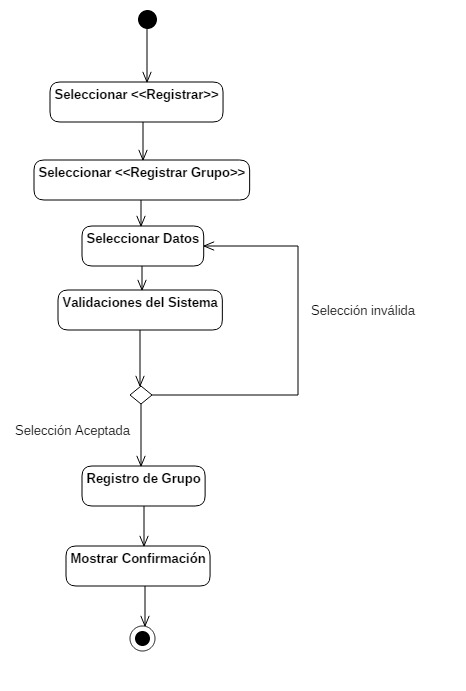 Seleccionar <<Registrar>>
Seleccionar <<Registrar Grupo>>
Seleccionar Datos
Validaciones del Sistema
Selección inválida
Selección Aceptada
Registro de Grupo
Mostrar Confirmación